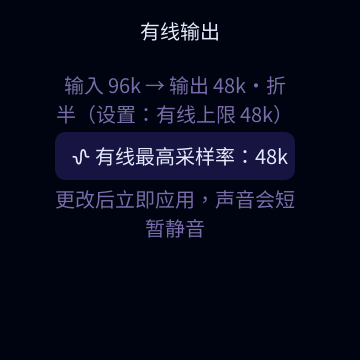 有线输出
输入 96k → 输出 48k・折
半（设置：有线上限 48k）
有线最高采样率：48k
更改后立即应用，声音会短
暂静音